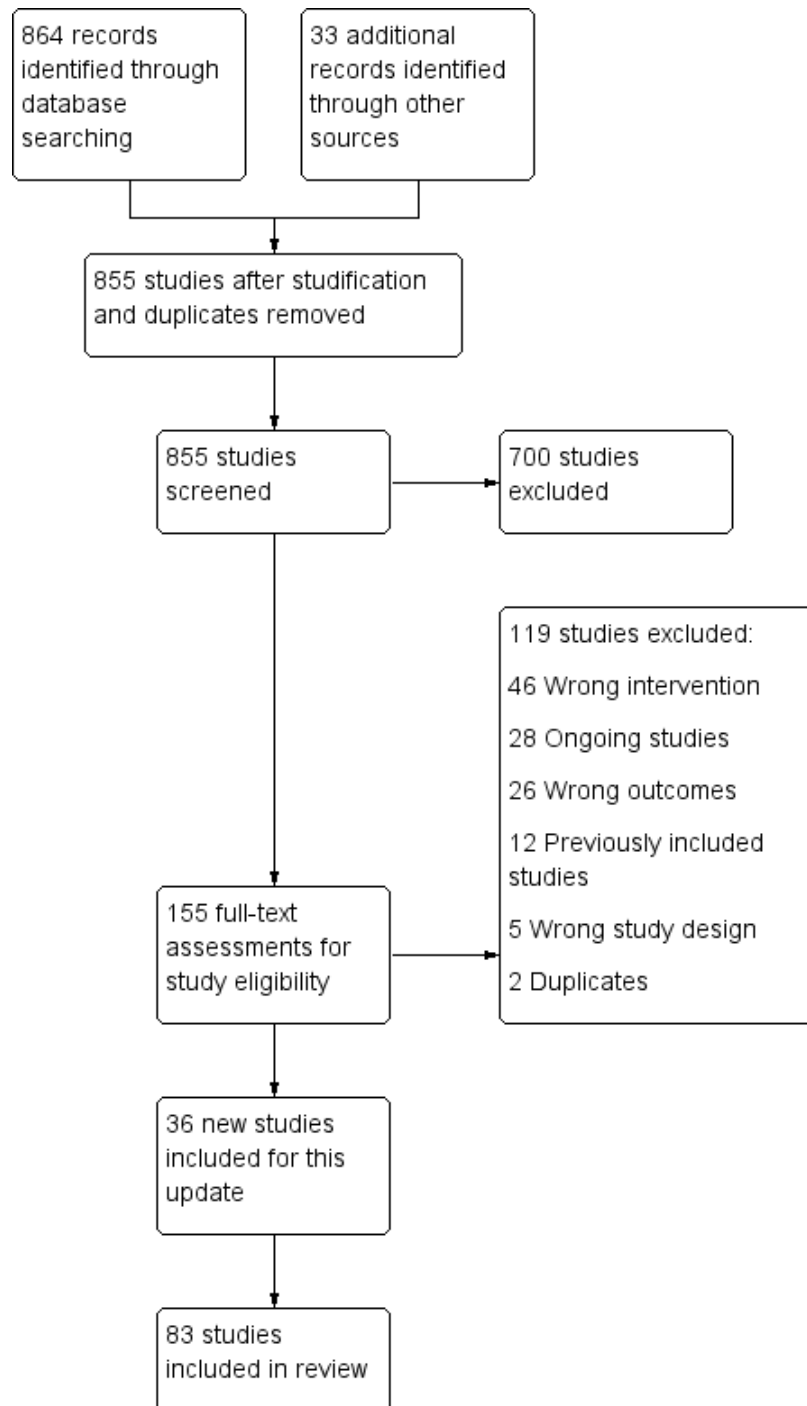 864 records
identified through
database
searching
33 additional
records identified
through other
sources
855 studies after studification
and duplicates removed
855 studies
screened
700 studies
excluded
119 studies excluded:
46 Wrong intervention
28 Ongoing studies
26 Wrong outcomes
12 Previously included
studies
5 Wrong study design
2 Duplicates
155 full-text
assessments for
study eligibility
36 new studies
included for this
update
83 studies
included in review